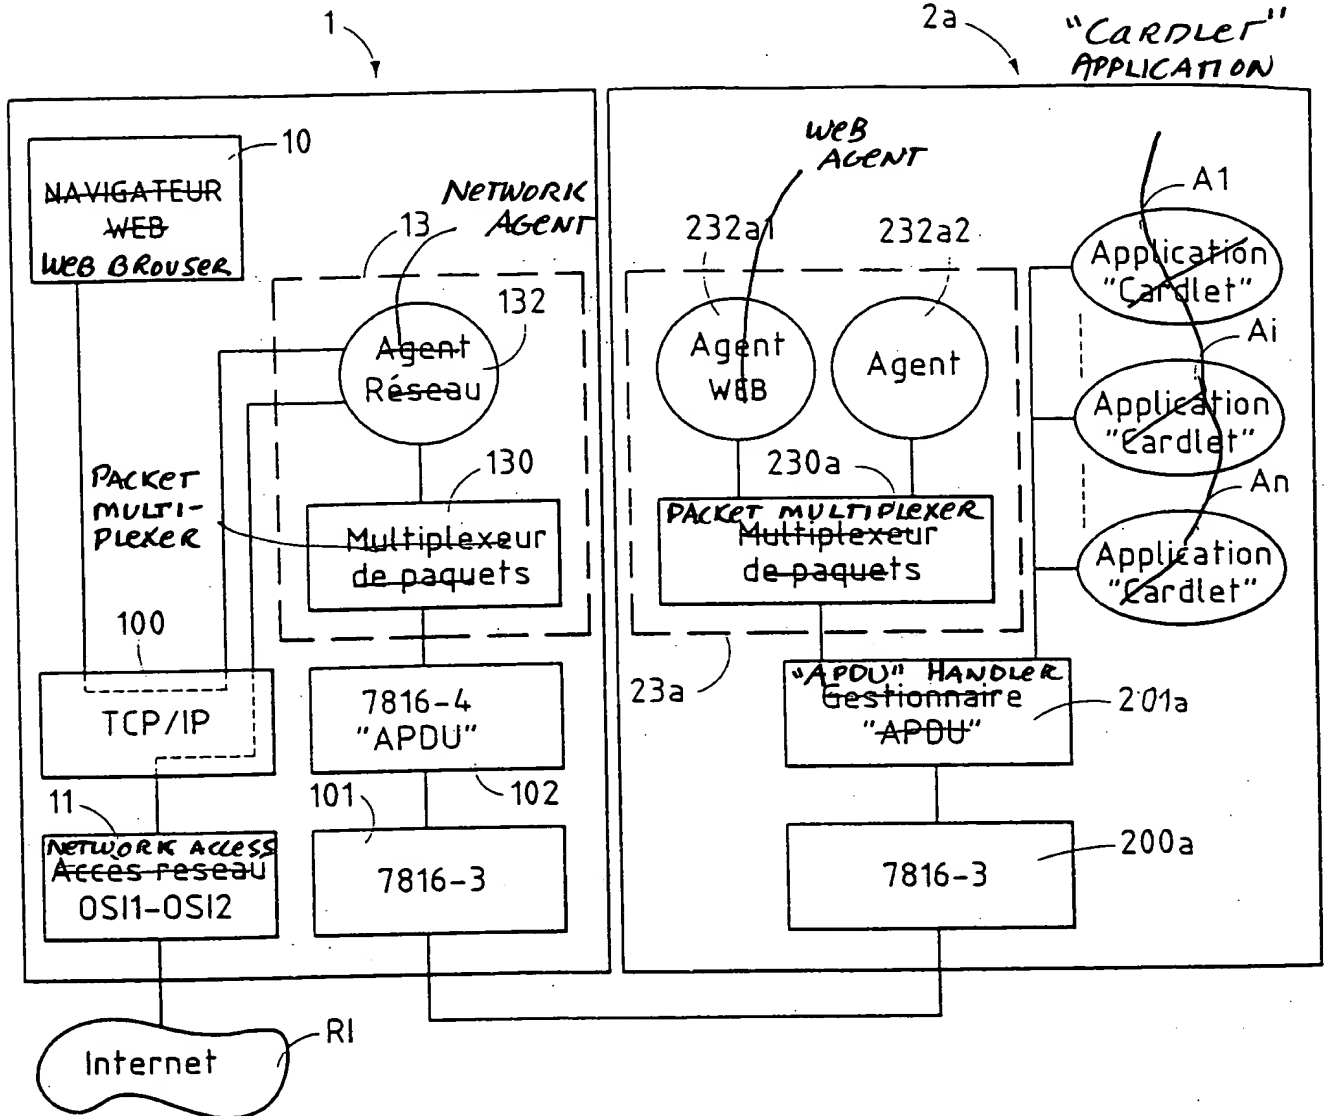 1
2a
"CARDLET"
APPLICATION
10
NAVIGATEUR
WEB
WEB BROUSER
NETWORK
AGENT
13
132
Agent
Réseau
PACKET
MULTI-
PLEXER
130
Multiplexeur
de paquets
100
TCP/IP
7816-4
"APDU"
102
11
NETWORK ACCESS
Accès reseau
OSI1-OSI2
101
7816-3
Internet
RI
WEB
AGENT
232a1
232a2
Agent
WEB
Agent
230a
PACKET MULTIPLEXER
Multiplexeur
de paquets
23a
"APDU" HANDLER
Gestionnaire
"APDU"
201a
7816-3
200a
A1
Application
"Cardlet"
Ai
Application
"Cardlet"
An
Application
"Cardlet"